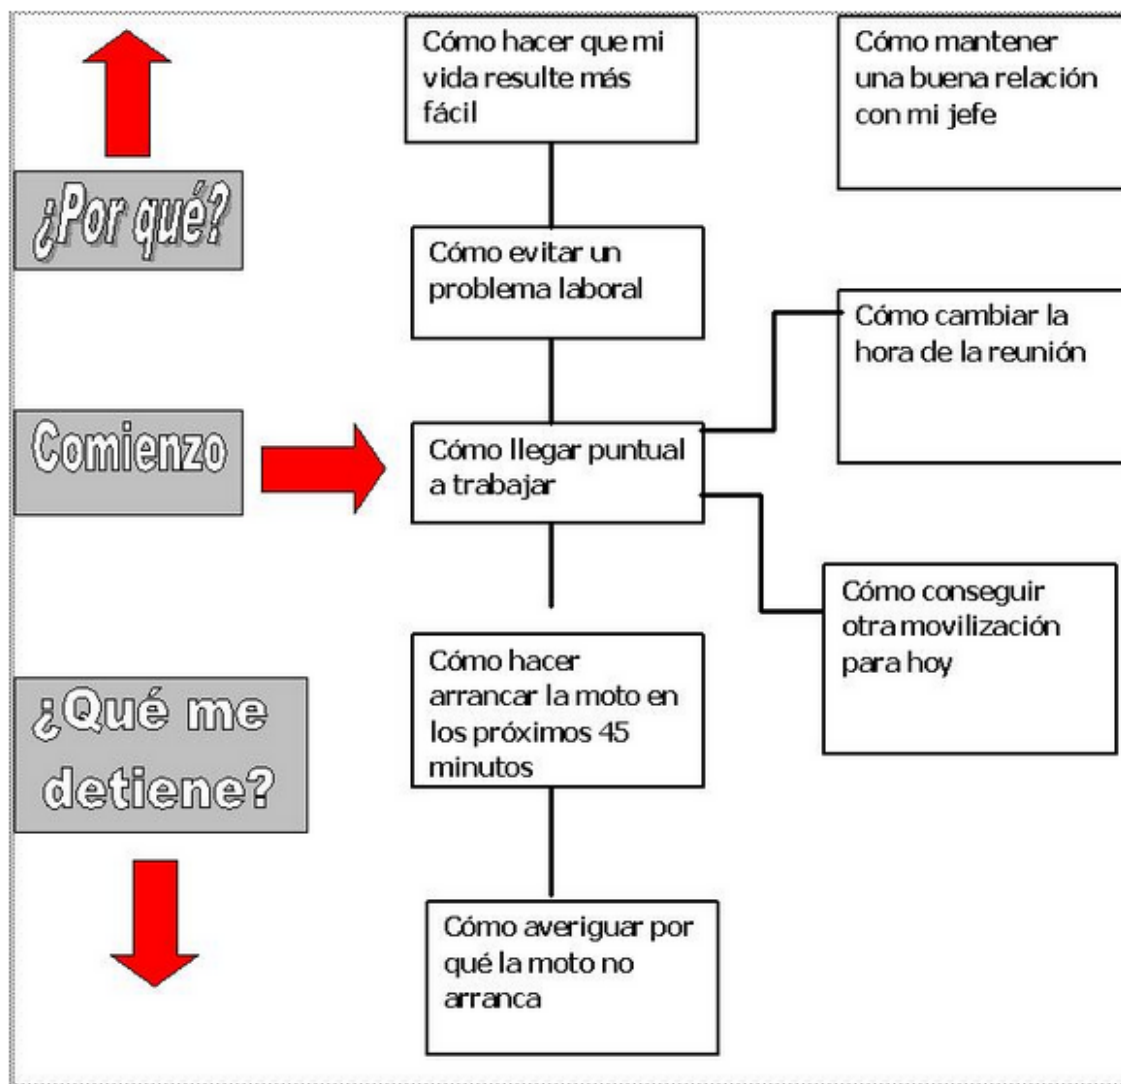 ¿Por qué?
Comienzo
¿Qué me
detiene?
Cómo hacer que mi
vida resulte más
fácil
Cómo evitar un
problema laboral
Cómo llegar puntual
a trabajar
Cómo hacer
arrancar la moto en
los próximos 45
minutos
Cómo averiguar por
qué la moto no
arranca
Cómo mantener
una buena relación
con mi jefe
Cómo cambiar la
hora de la reunión
Cómo conseguir
otra movilización
para hoy